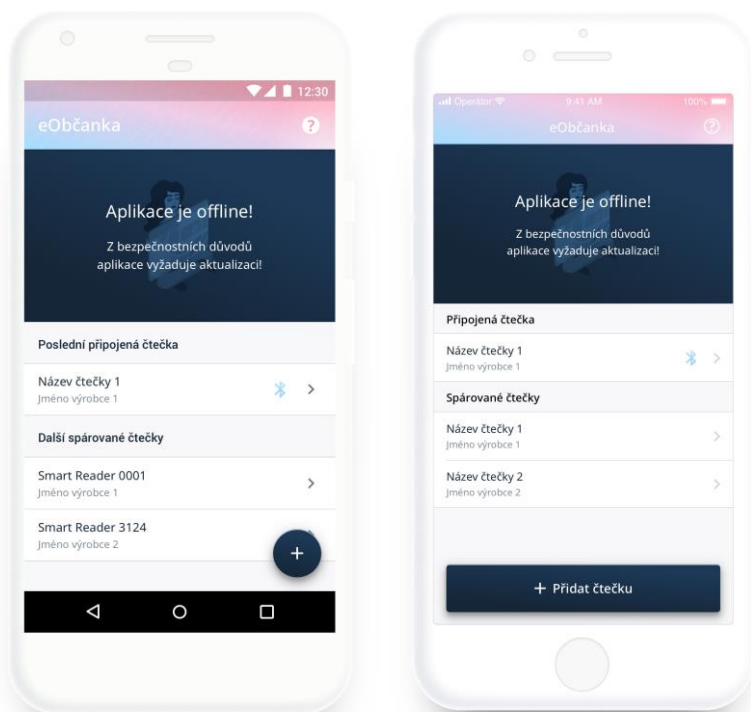 12:30
eObčanka
?
Aplikace je offline!
Z bezpečnostních důvodů
aplikace vyžaduje aktualizaci!
Poslední připojená čtečka
Název čtečky 1
Jméno výrobce 1
Další spárované čtečky
Smart Reader 0001
Jméno výrobce 1
Smart Reader 3124
Jméno výrobce 2
+
Operátor 9:41 AM 100%
eObčanka
?
Aplikace je offline!
Z bezpečnostních důvodů
aplikace vyžaduje aktualizaci!
Připojená čtečka
Název čtečky 1
Jméno výrobce 1
Spárované čtečky
Název čtečky 1
Jméno výrobce 1
Název čtečky 2
Jméno výrobce 2
+ Přidat čtečku